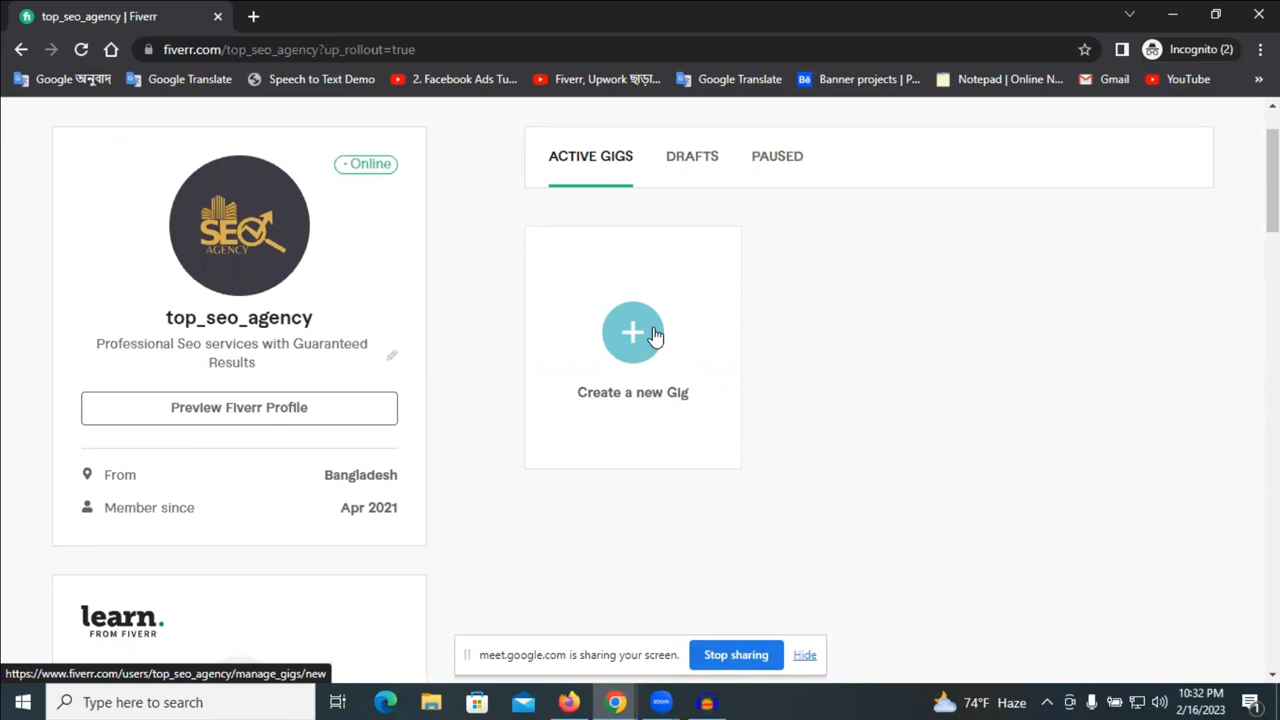 top_seo_agency | Fiverr
fiverr.com/top_seo_agency?up_rollout=true
Incognito (2)
Google অনুবাদ
Google Translate
Speech to Text Demo
2. Facebook Ads Tu...
Fiverr, Upwork ছাড়া...
Google Translate
Banner projects | P...
Notepad | Online N...
Gmail
YouTube
- Online
SEO
AGENCY
top_seo_agency
Professional Seo services with Guaranteed
Results
Preview Fiverr Profile
From Bangladesh
Member since Apr 2021
learn.
FROM FIVERR
ACTIVE GIGS DRAFTS PAUSED
Create a new Gig
meet.google.com is sharing your screen. Stop sharing Hide
https://www.fiverr.com/users/top_seo_agency/manage_gigs/new
Type here to search
zoom
74°F Haze
10:32 PM
2/16/2023
1